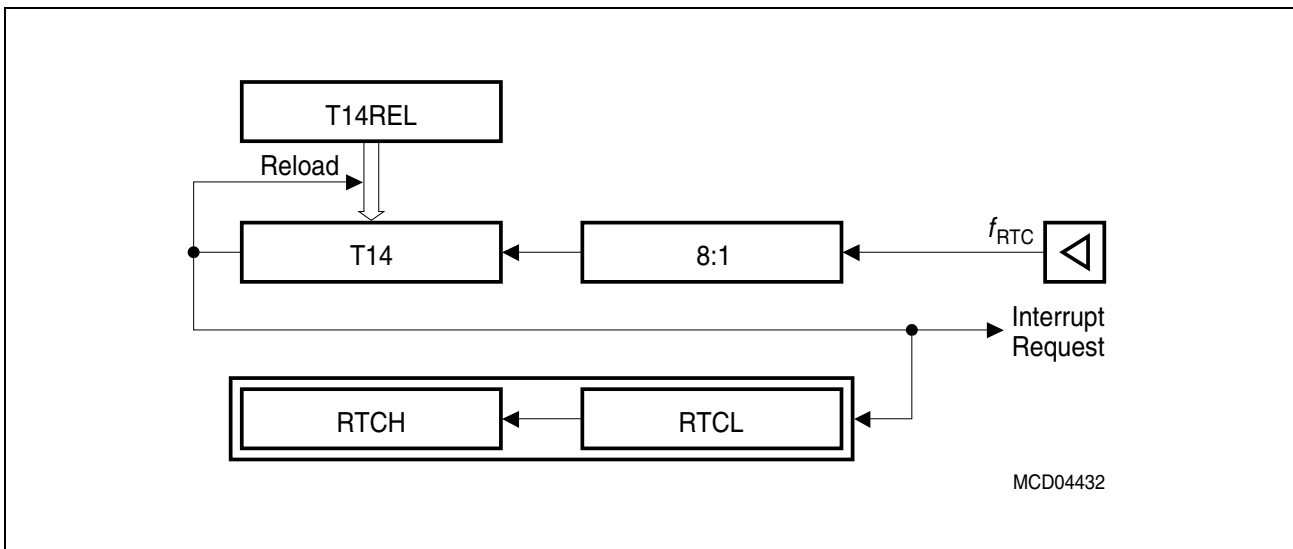 T14REL
Reload
T14
8:1
fRTC
Interrupt
Request
RTCH
RTCL
MCD04432